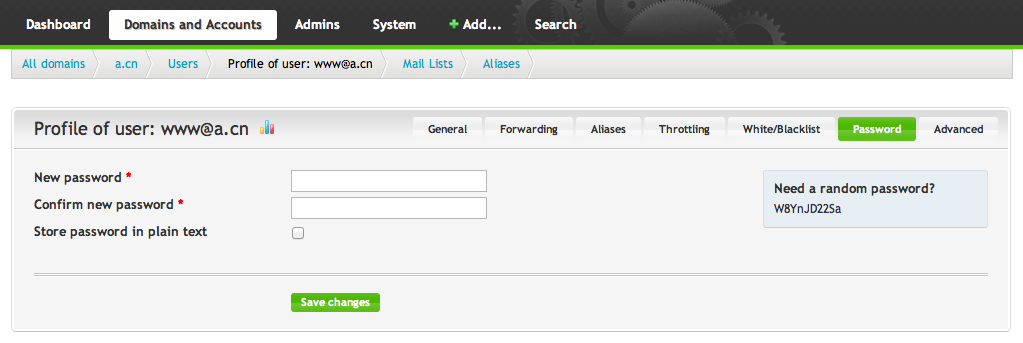 Dashboard Domains and Accounts Admins System Add... Search
All domains a.cn Users Profile of user: www@a.cn Mail Lists Aliases
Profile of user: www@a.cn General Forwarding Aliases Throttling White/Blacklist Password Advanced
New password *
Confirm new password *
Store password in plain text
Need a random password?
W8YnJD22Sa
Save changes